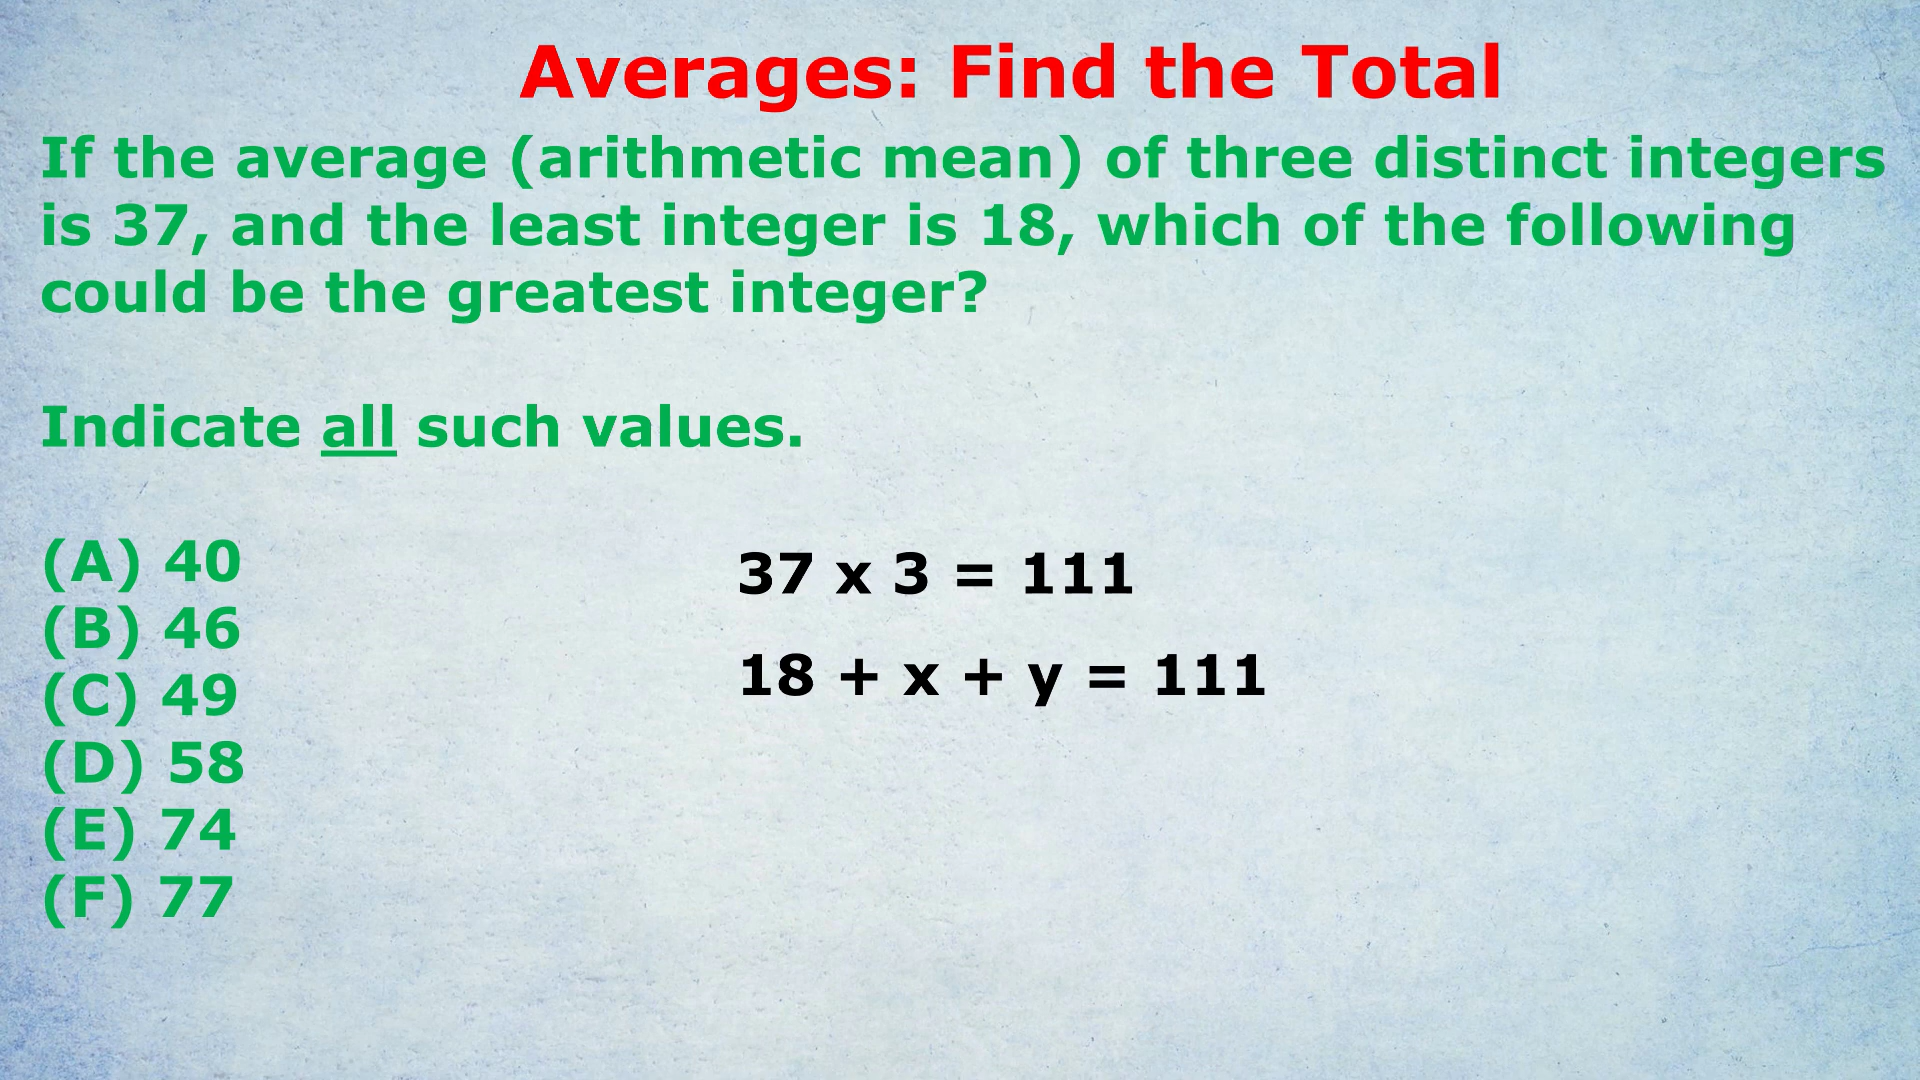 Averages: Find the Total
If the average (arithmetic mean) of three distinct integers
is 37, and the least integer is 18, which of the following
could be the greatest integer?
Indicate all such values.
(A) 40
(B) 46
(C) 49
(D) 58
(E) 74
(F) 77
37 x 3 = 111
18 + x + y = 111